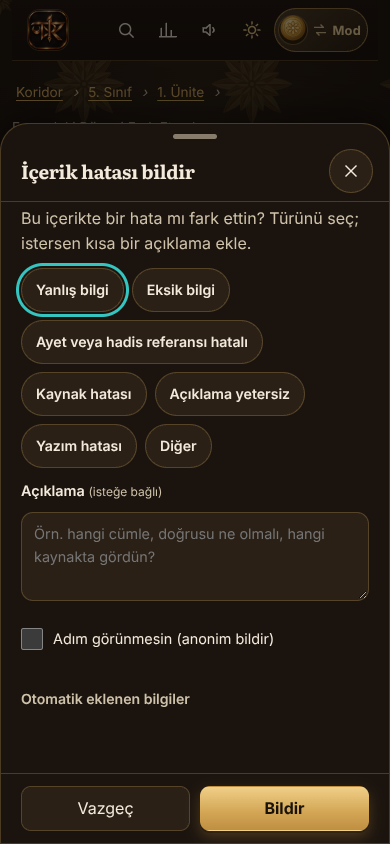 Mod
Koridor › 5. Sınıf › 1. Ünite ›
İçerik hatası bildir
Bu içerikte bir hata mı fark ettin? Türünü seç;
istersen kısa bir açıklama ekle.
Yanlış bilgi Eksik bilgi
Ayet veya hadis referansı hatalı
Kaynak hatası Açıklama yetersiz
Yazım hatası Diğer
Açıklama (isteğe bağlı)
Örn. hangi cümle, doğrusu ne olmalı, hangi
kaynakta gördün?
Adım görünmesin (anonim bildir)
Otomatik eklenen bilgiler
Vazgeç Bildir